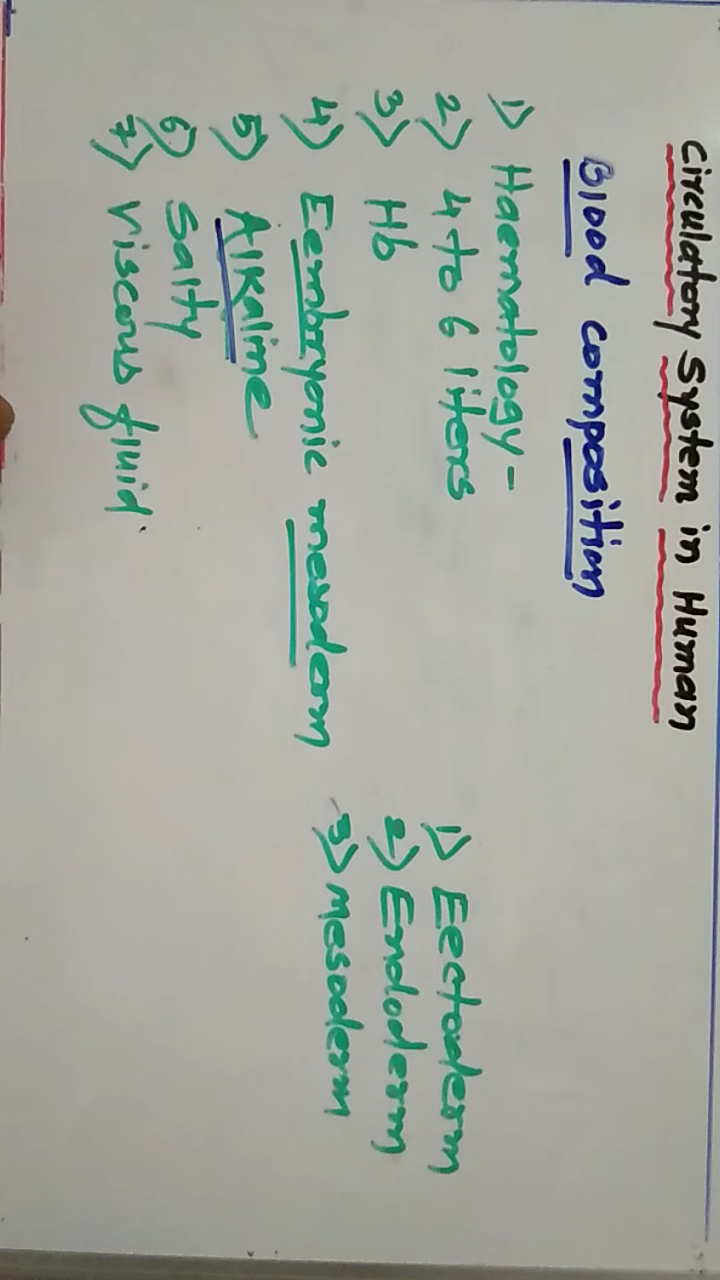 Circulatory System in Human
Blood composition
1) Haematology -
2) 4 to 6 liters
3) Hb
4) Eembryonic mesoderm
5) Alkaline
6) Salty
7) Viscous fluid.
1) Eectoderm
2) Endoderm
3) Mesoderm